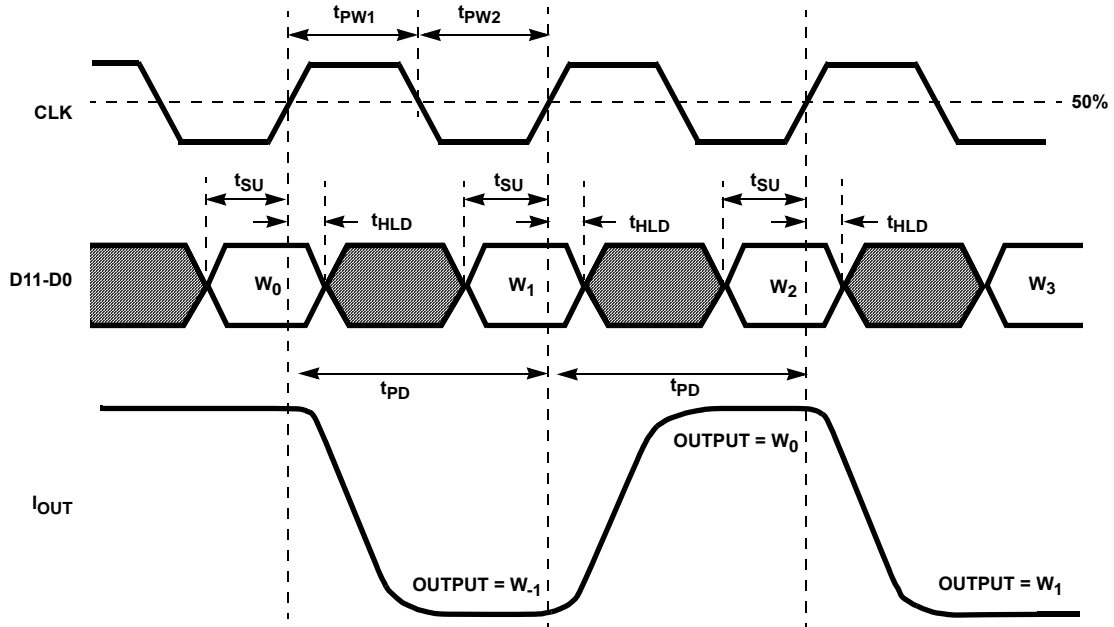 tPW1 tPW2
CLK
50%
tSU tSU tSU
tHLD tHLD tHLD
D11-D0
W0 W1 W2 W3
tPD tPD
OUTPUT = W0
IOUT
OUTPUT = W-1
OUTPUT = W1